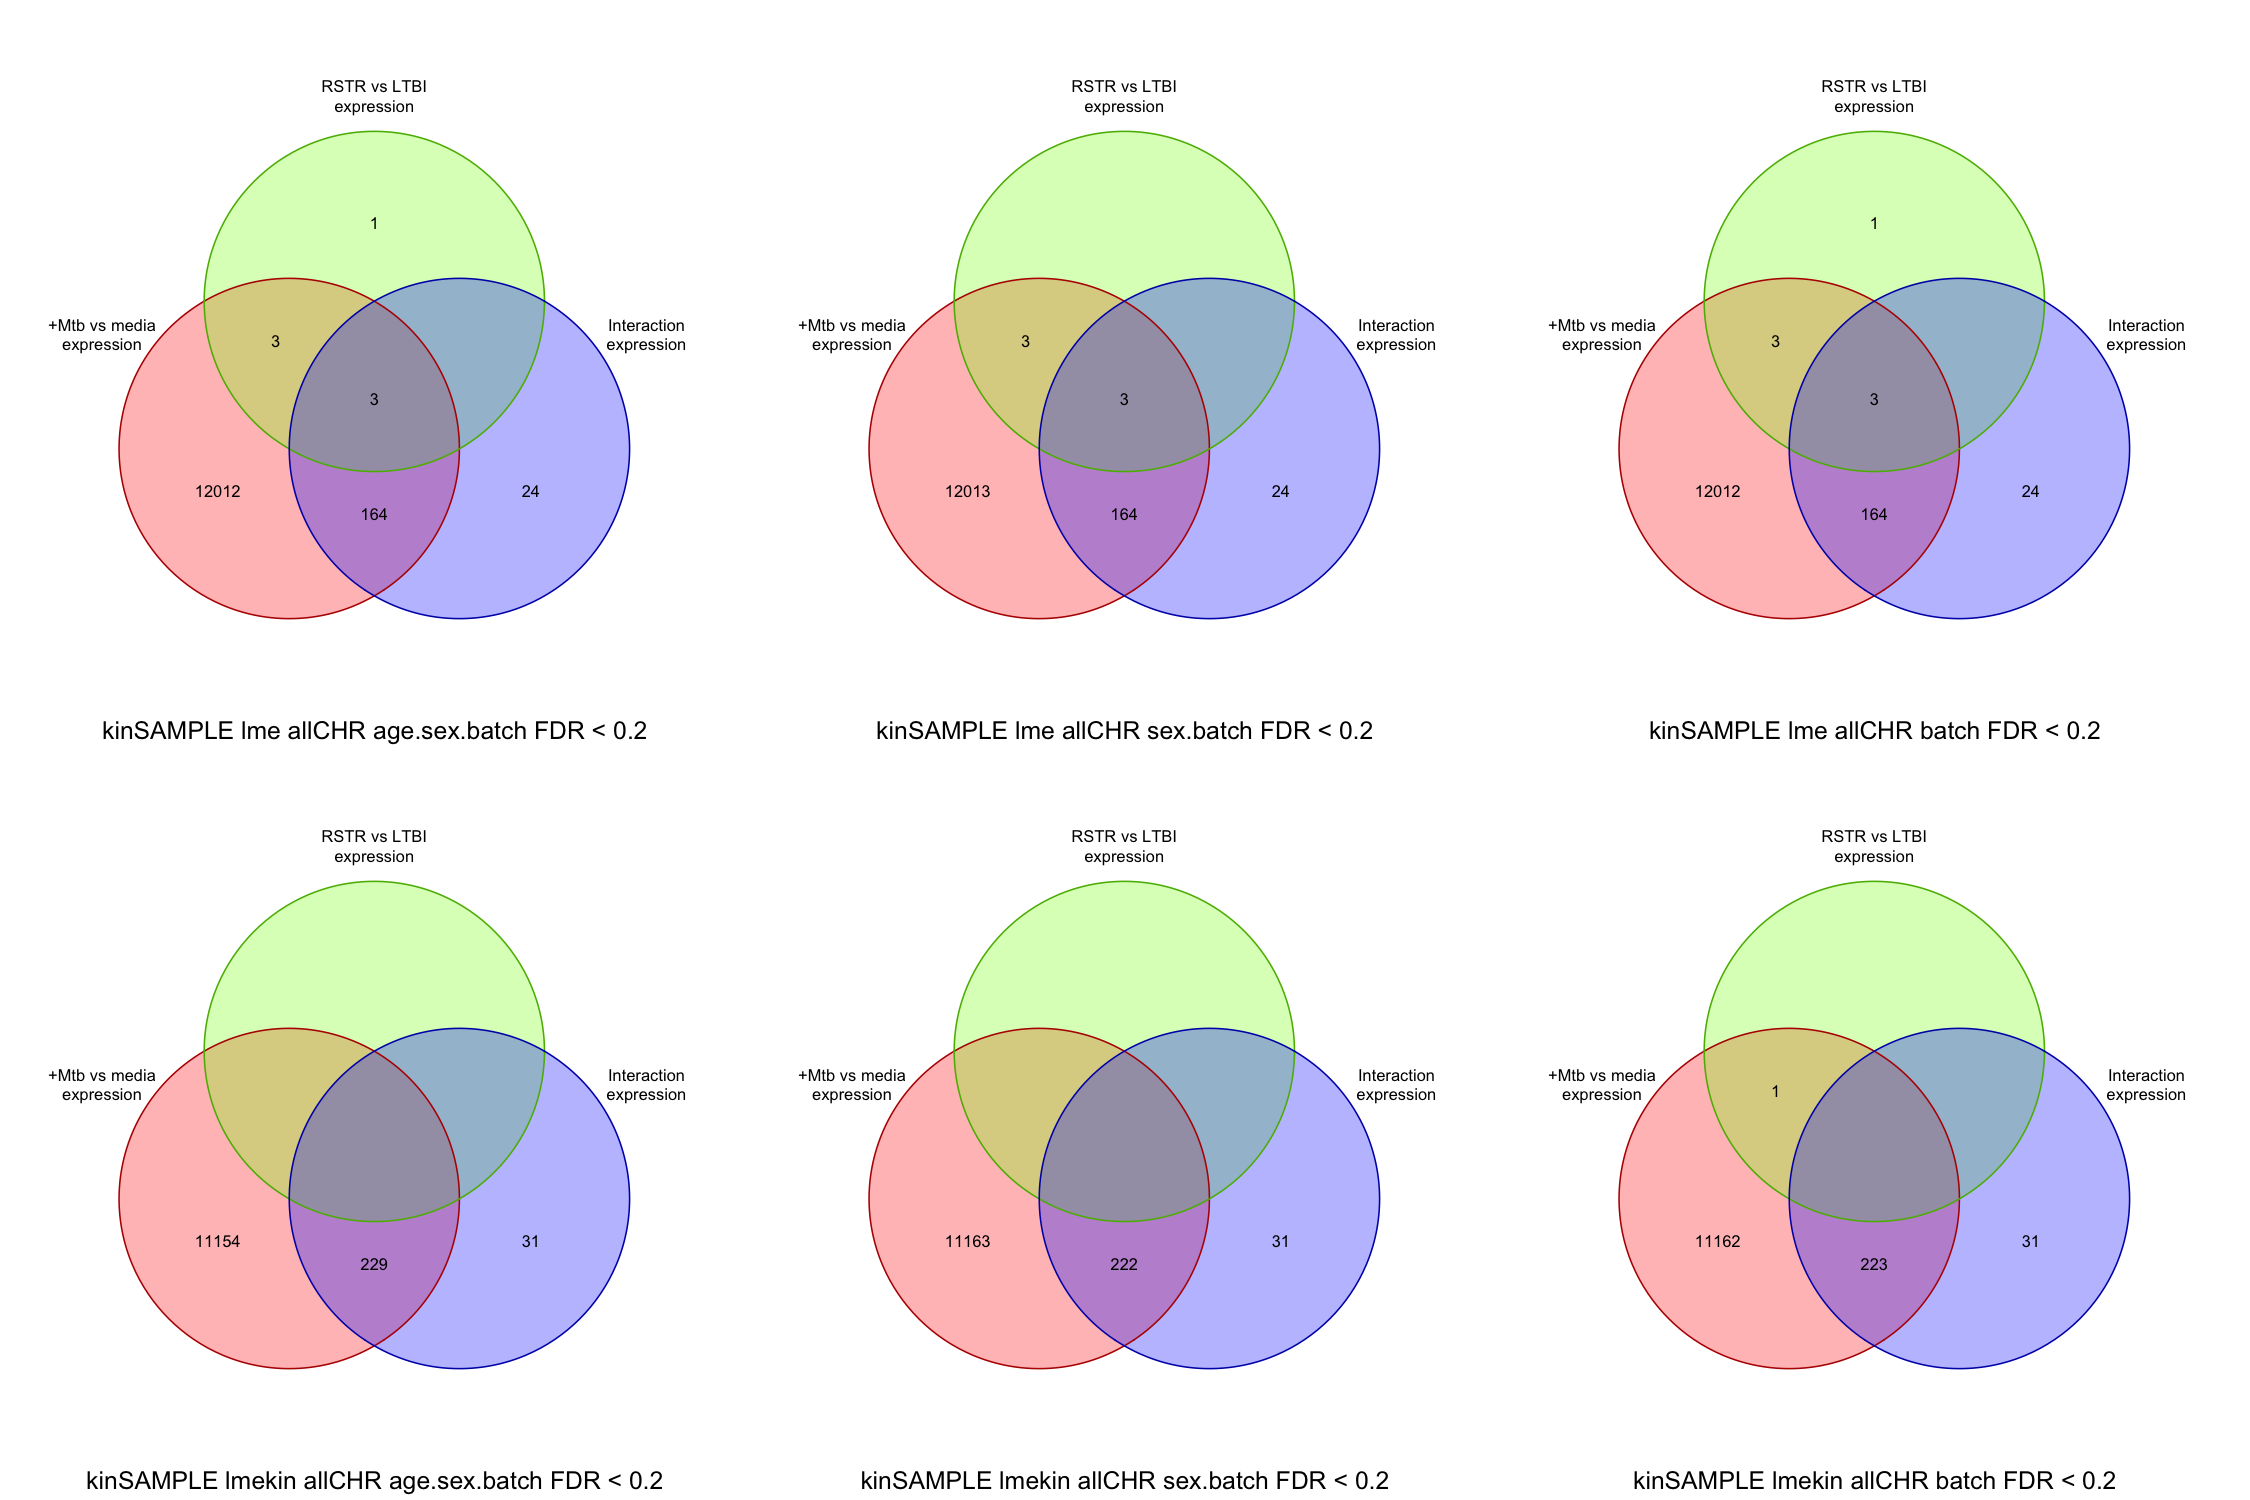 RSTR vs LTBI
expression
+Mtb vs media
expression
Interaction
expression
1
3
3
12012
164
24
kinSAMPLE lme allCHR age.sex.batch FDR < 0.2
RSTR vs LTBI
expression
+Mtb vs media
expression
Interaction
expression
3
3
12013
164
24
kinSAMPLE lme allCHR sex.batch FDR < 0.2
RSTR vs LTBI
expression
+Mtb vs media
expression
Interaction
expression
1
3
3
12012
164
24
kinSAMPLE lme allCHR batch FDR < 0.2
RSTR vs LTBI
expression
+Mtb vs media
expression
Interaction
expression
11154
229
31
kinSAMPLE lmekin allCHR age.sex.batch FDR < 0.2
RSTR vs LTBI
expression
+Mtb vs media
expression
Interaction
expression
11163
222
31
kinSAMPLE lmekin allCHR sex.batch FDR < 0.2
RSTR vs LTBI
expression
+Mtb vs media
expression
Interaction
expression
1
11162
223
31
kinSAMPLE lmekin allCHR batch FDR < 0.2